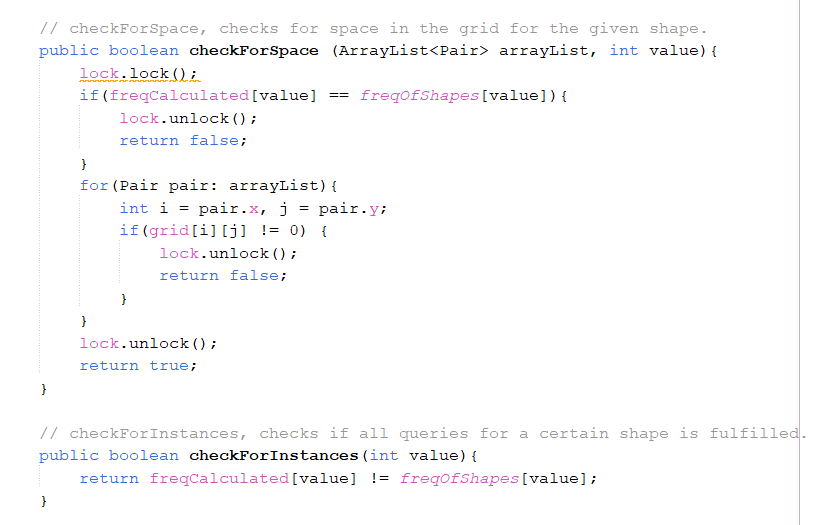 // checkForSpace, checks for space in the grid for the given shape.
public boolean checkForSpace (ArrayList<Pair> arrayList, int value){
    lock.lock();
    if(freqCalculated[value] == freqOfShapes[value]){
        lock.unlock();
        return false;
    }
    for(Pair pair: arrayList){
        int i = pair.x, j = pair.y;
        if(grid[i][j] != 0) {
            lock.unlock();
            return false;
        }
    }
    lock.unlock();
    return true;
}

// checkForInstances, checks if all queries for a certain shape is fulfilled.
public boolean checkForInstances(int value){
    return freqCalculated[value] != freqOfShapes[value];
}